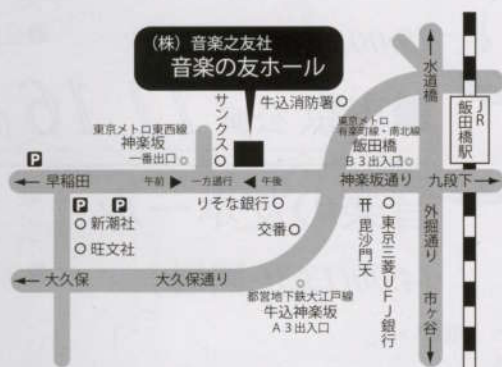 (株) 音楽之友社
音楽の友ホール
サンクス
牛込消防署
東京メトロ東西線
神楽坂
一番出口
東京メトロ
有楽町線・南北線
飯田橋
B3出入口
水道橋
JR
飯田橋駅
P
← 早稲田
午前 ▶ 一方通行 ◀ 午後
神楽坂通り
九段下 →
P P
新潮社
旺文社
りそな銀行
交番
毘沙門天
東京三菱UFJ銀行
外掘通り
市ヶ谷
← 大久保
大久保通り
都営地下鉄大江戸線
牛込神楽坂
A3出入口